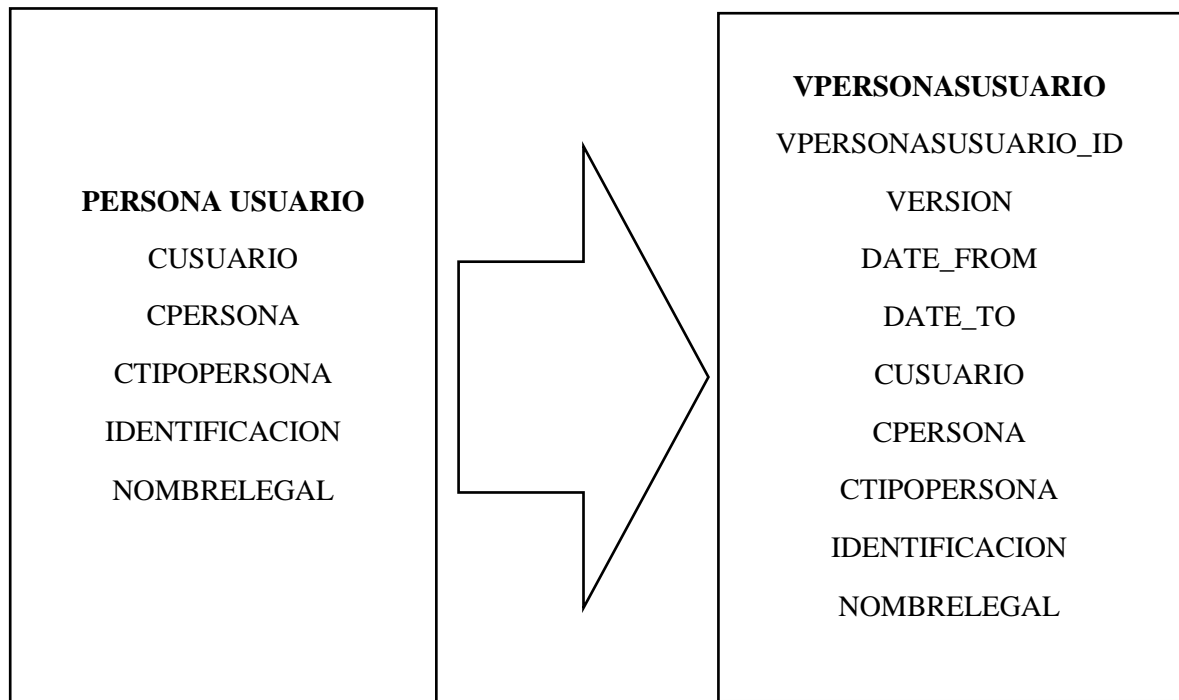 PERSONA USUARIO
CUSUARIO
CPERSONA
CTIPOPERSONA
IDENTIFICACION
NOMBRELEGAL
VPERSONASUSUARIO
VPERSONASUSUARIO_ID
VERSION
DATE_FROM
DATE_TO
CUSUARIO
CPERSONA
CTIPOPERSONA
IDENTIFICACION
NOMBRELEGAL